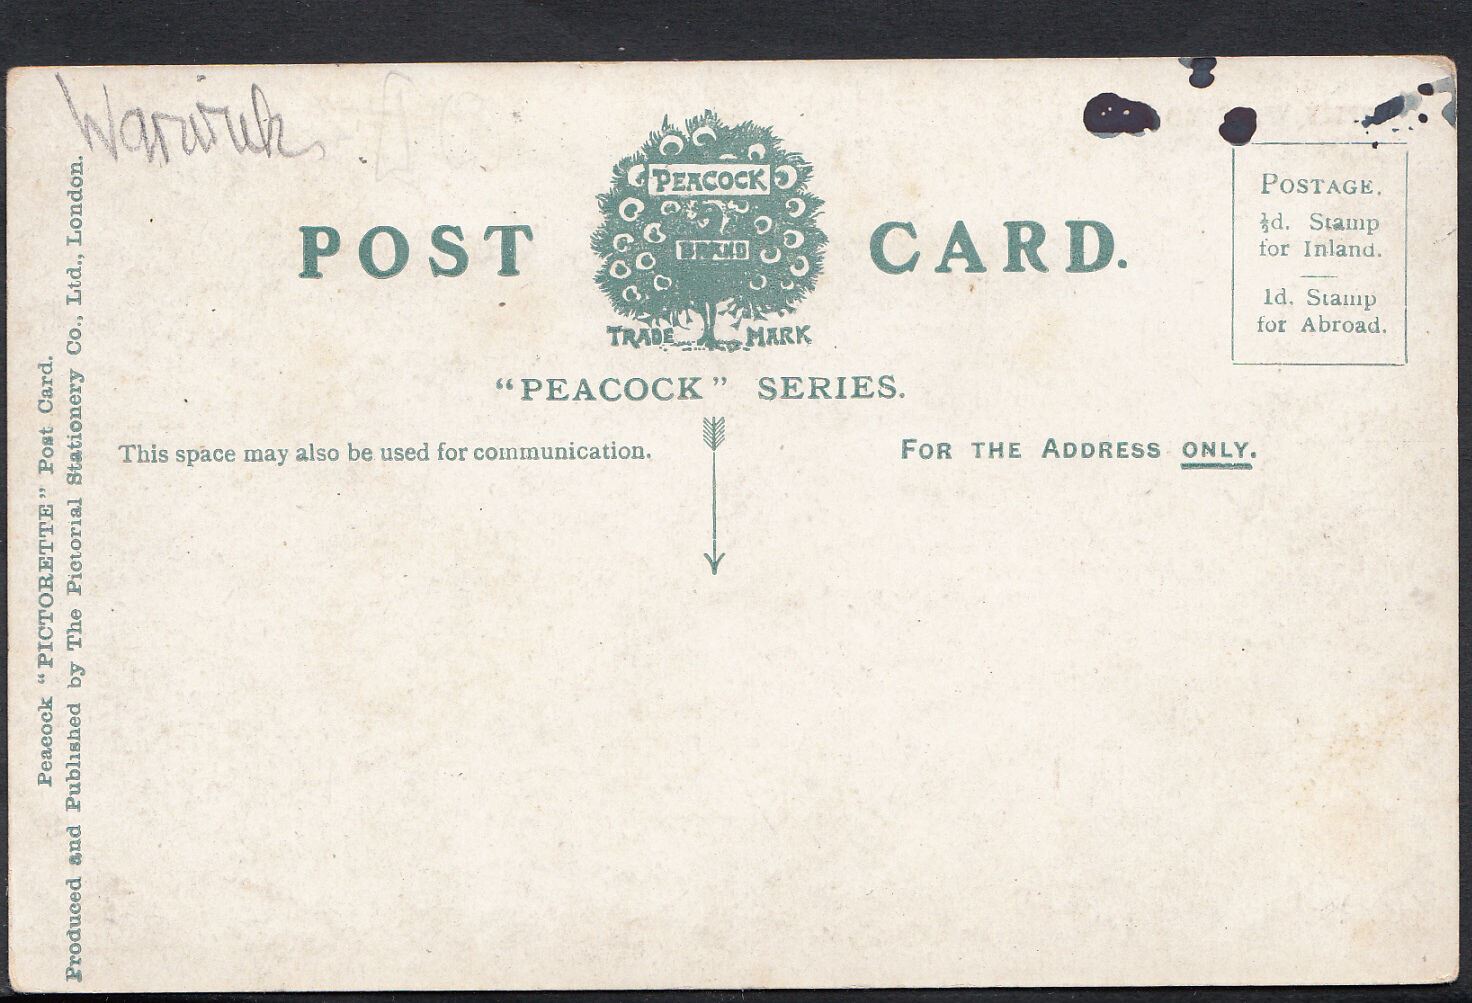 Warwick
POST CARD.
PEACOCK
BRAND
TRADE MARK
"PEACOCK" SERIES.
POSTAGE.
½d. Stamp
for Inland.
1d. Stamp
for Abroad.
This space may also be used for communication.
FOR THE ADDRESS ONLY.
Peacock "PICTORETTE" Post Card.
Produced and Published by The Pictorial Stationery Co., Ltd., London.